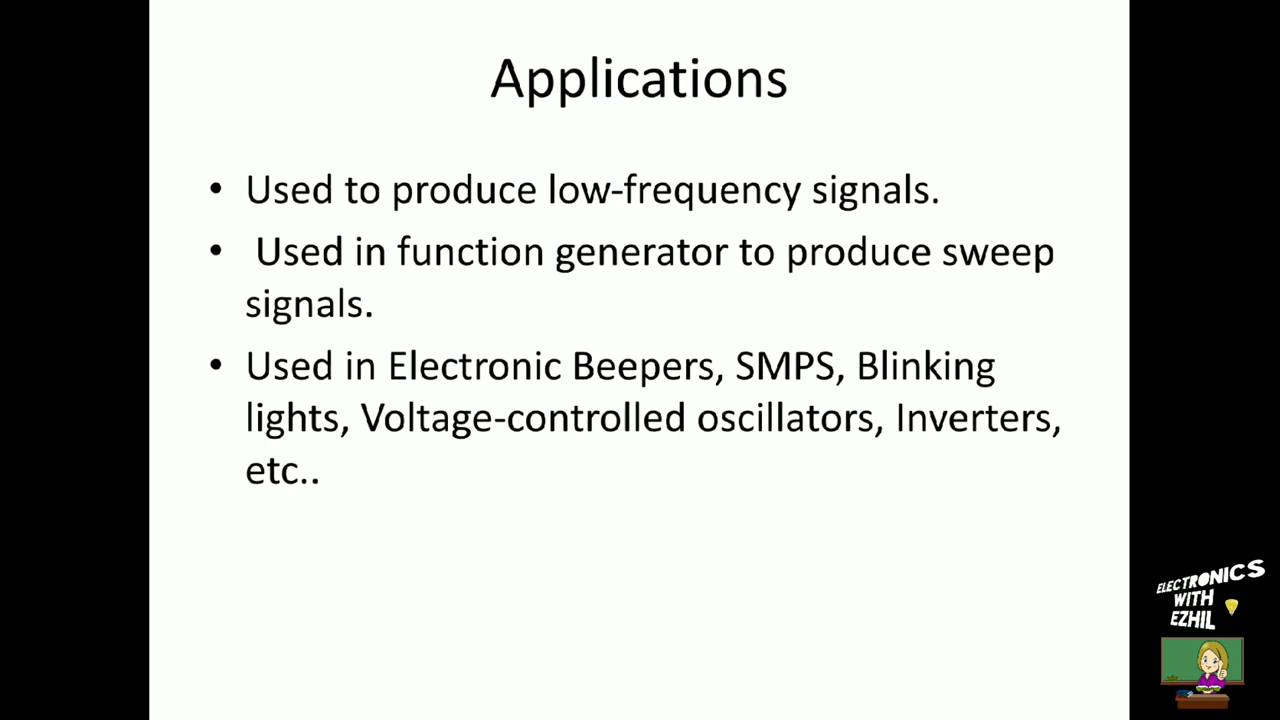 Applications
• Used to produce low-frequency signals.
• Used in function generator to produce sweep
signals.
• Used in Electronic Beepers, SMPS, Blinking
lights, Voltage-controlled oscillators, Inverters,
etc..
ELECTRONICS
WITH
EZHIL